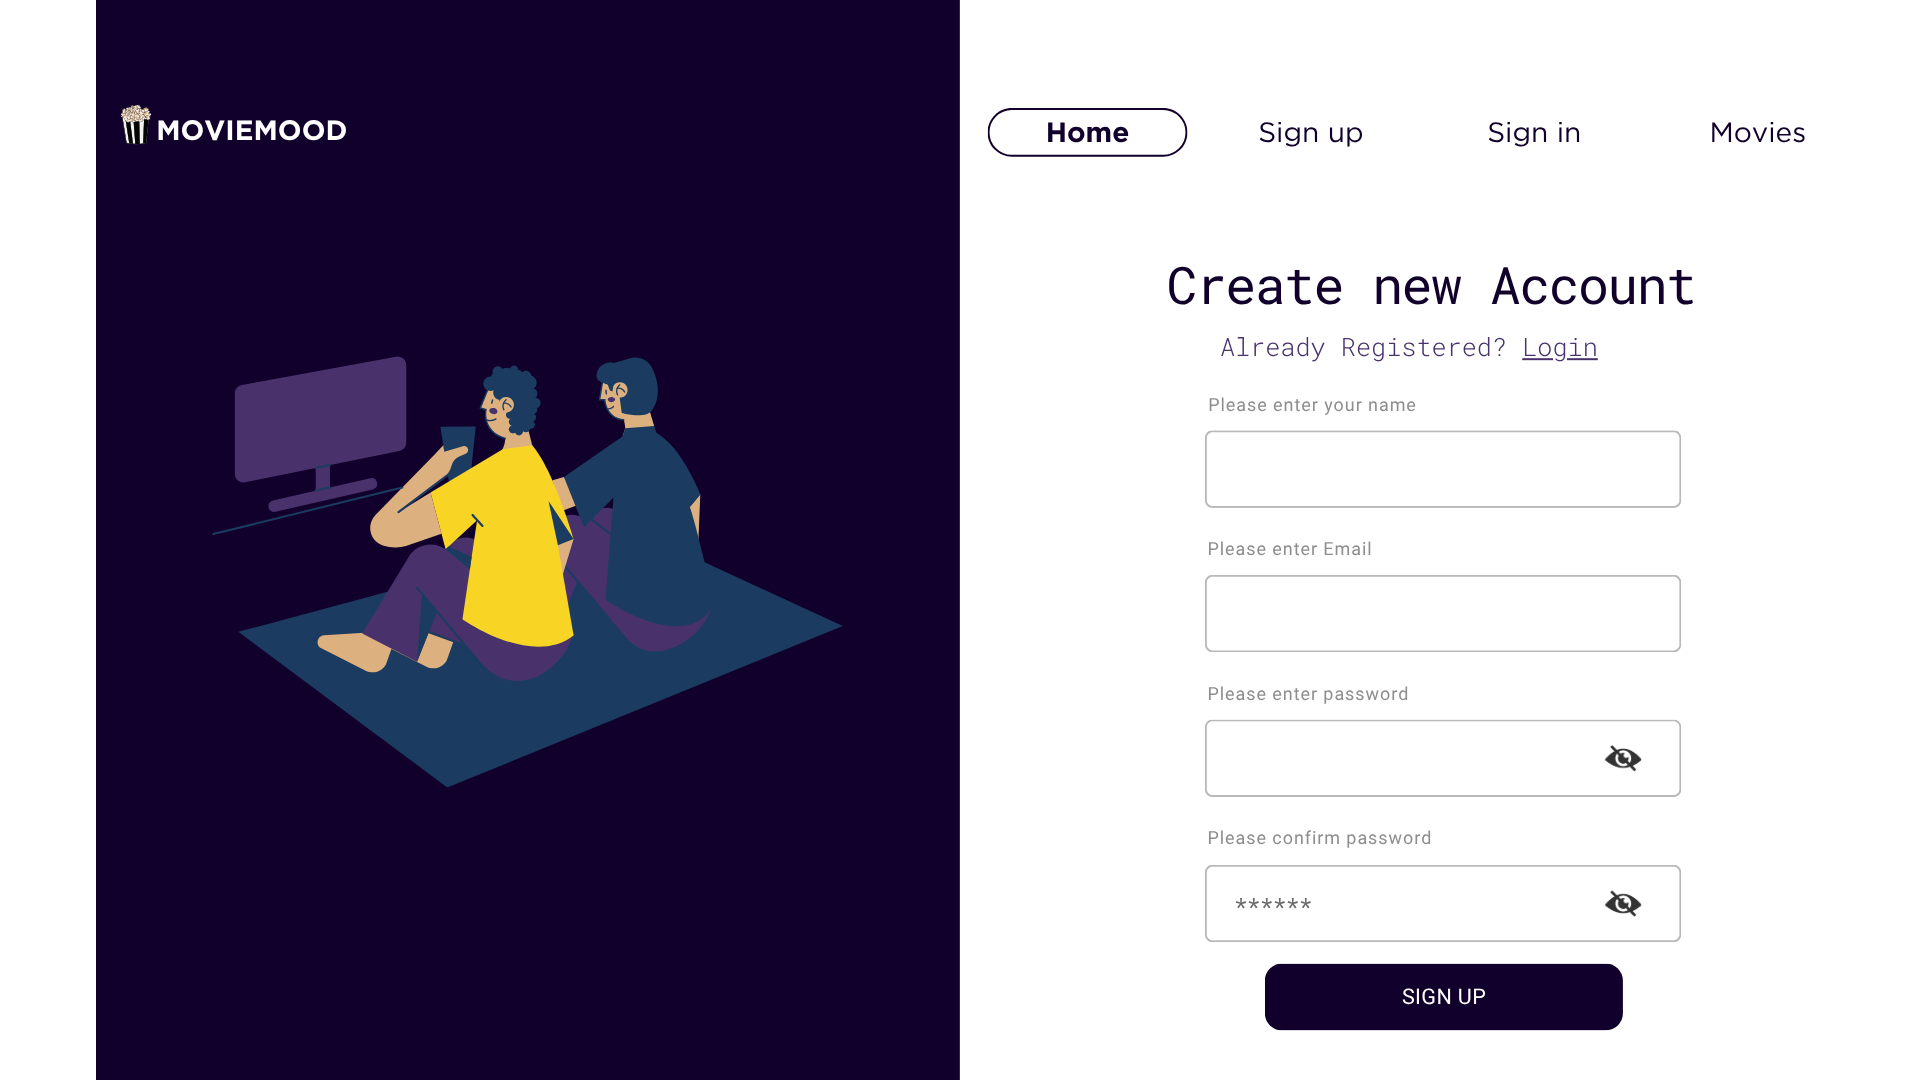 MOVIEMOOD
Home Sign up Sign in Movies
Create new Account
Already Registered? Login
Please enter your name
Please enter Email
Please enter password
Please confirm password
******
SIGN UP